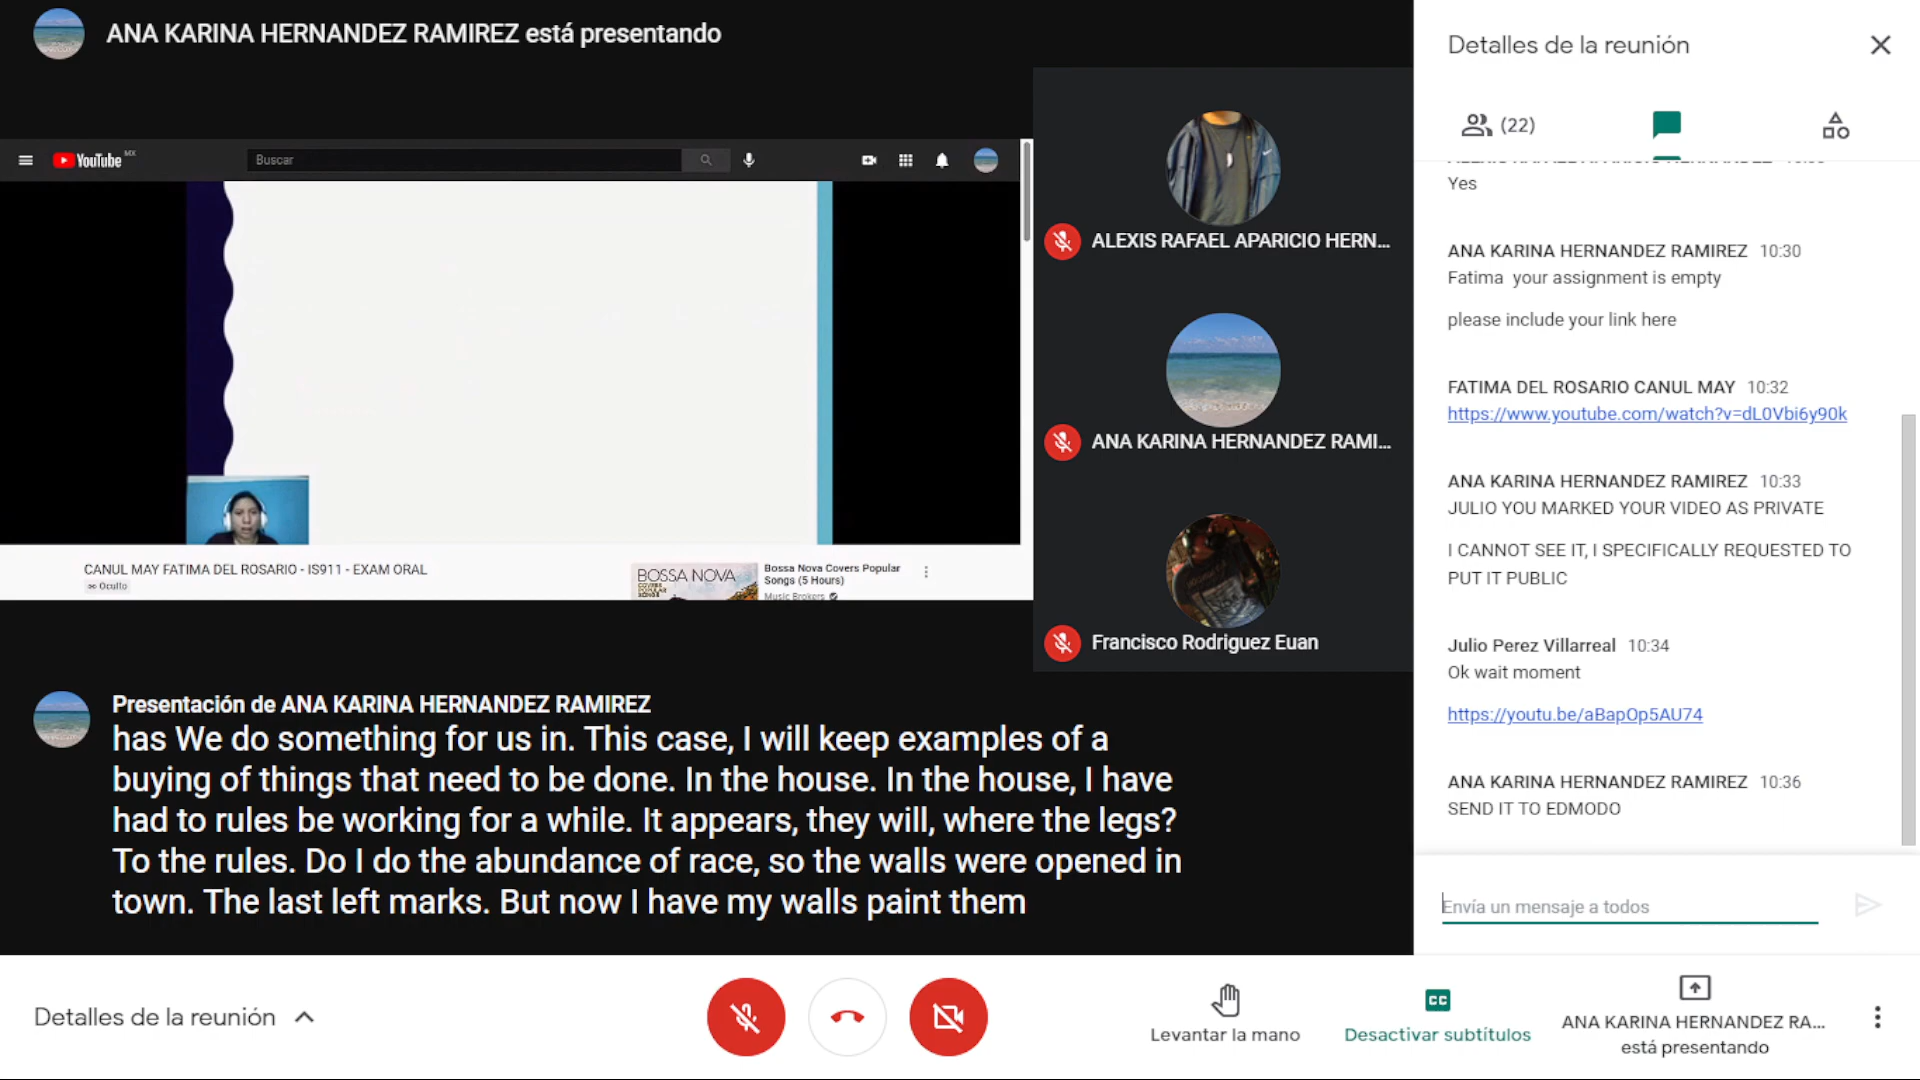 ANA KARINA HERNANDEZ RAMIREZ está presentando
YouTube MX
Buscar
CANUL MAY FATIMA DEL ROSARIO - IS911 - EXAM ORAL
Oculto
BOSSA NOVA
COVERS
POPULAR
SONGS
Bossa Nova Covers Popular
Songs (5 Hours)
Music Brokers
ALEXIS RAFAEL APARICIO HERN...
ANA KARINA HERNANDEZ RAMI...
Francisco Rodriguez Euan
Presentación de ANA KARINA HERNANDEZ RAMIREZ
has We do something for us in. This case, I will keep examples of a
buying of things that need to be done. In the house. In the house, I have
had to rules be working for a while. It appears, they will, where the legs?
To the rules. Do I do the abundance of race, so the walls were opened in
town. The last left marks. But now I have my walls paint them
Detalles de la reunión
(22)
Yes
ANA KARINA HERNANDEZ RAMIREZ 10:30
Fatima your assignment is empty
please include your link here
FATIMA DEL ROSARIO CANUL MAY 10:32
https://www.youtube.com/watch?v=dL0Vbi6y90k
ANA KARINA HERNANDEZ RAMIREZ 10:33
JULIO YOU MARKED YOUR VIDEO AS PRIVATE
I CANNOT SEE IT, I SPECIFICALLY REQUESTED TO
PUT IT PUBLIC
Julio Perez Villarreal 10:34
Ok wait moment
https://youtu.be/aBapOp5AU74
ANA KARINA HERNANDEZ RAMIREZ 10:36
SEND IT TO EDMODO
Envía un mensaje a todos
Detalles de la reunión
Levantar la mano
CC
Desactivar subtítulos
ANA KARINA HERNANDEZ RA...
está presentando